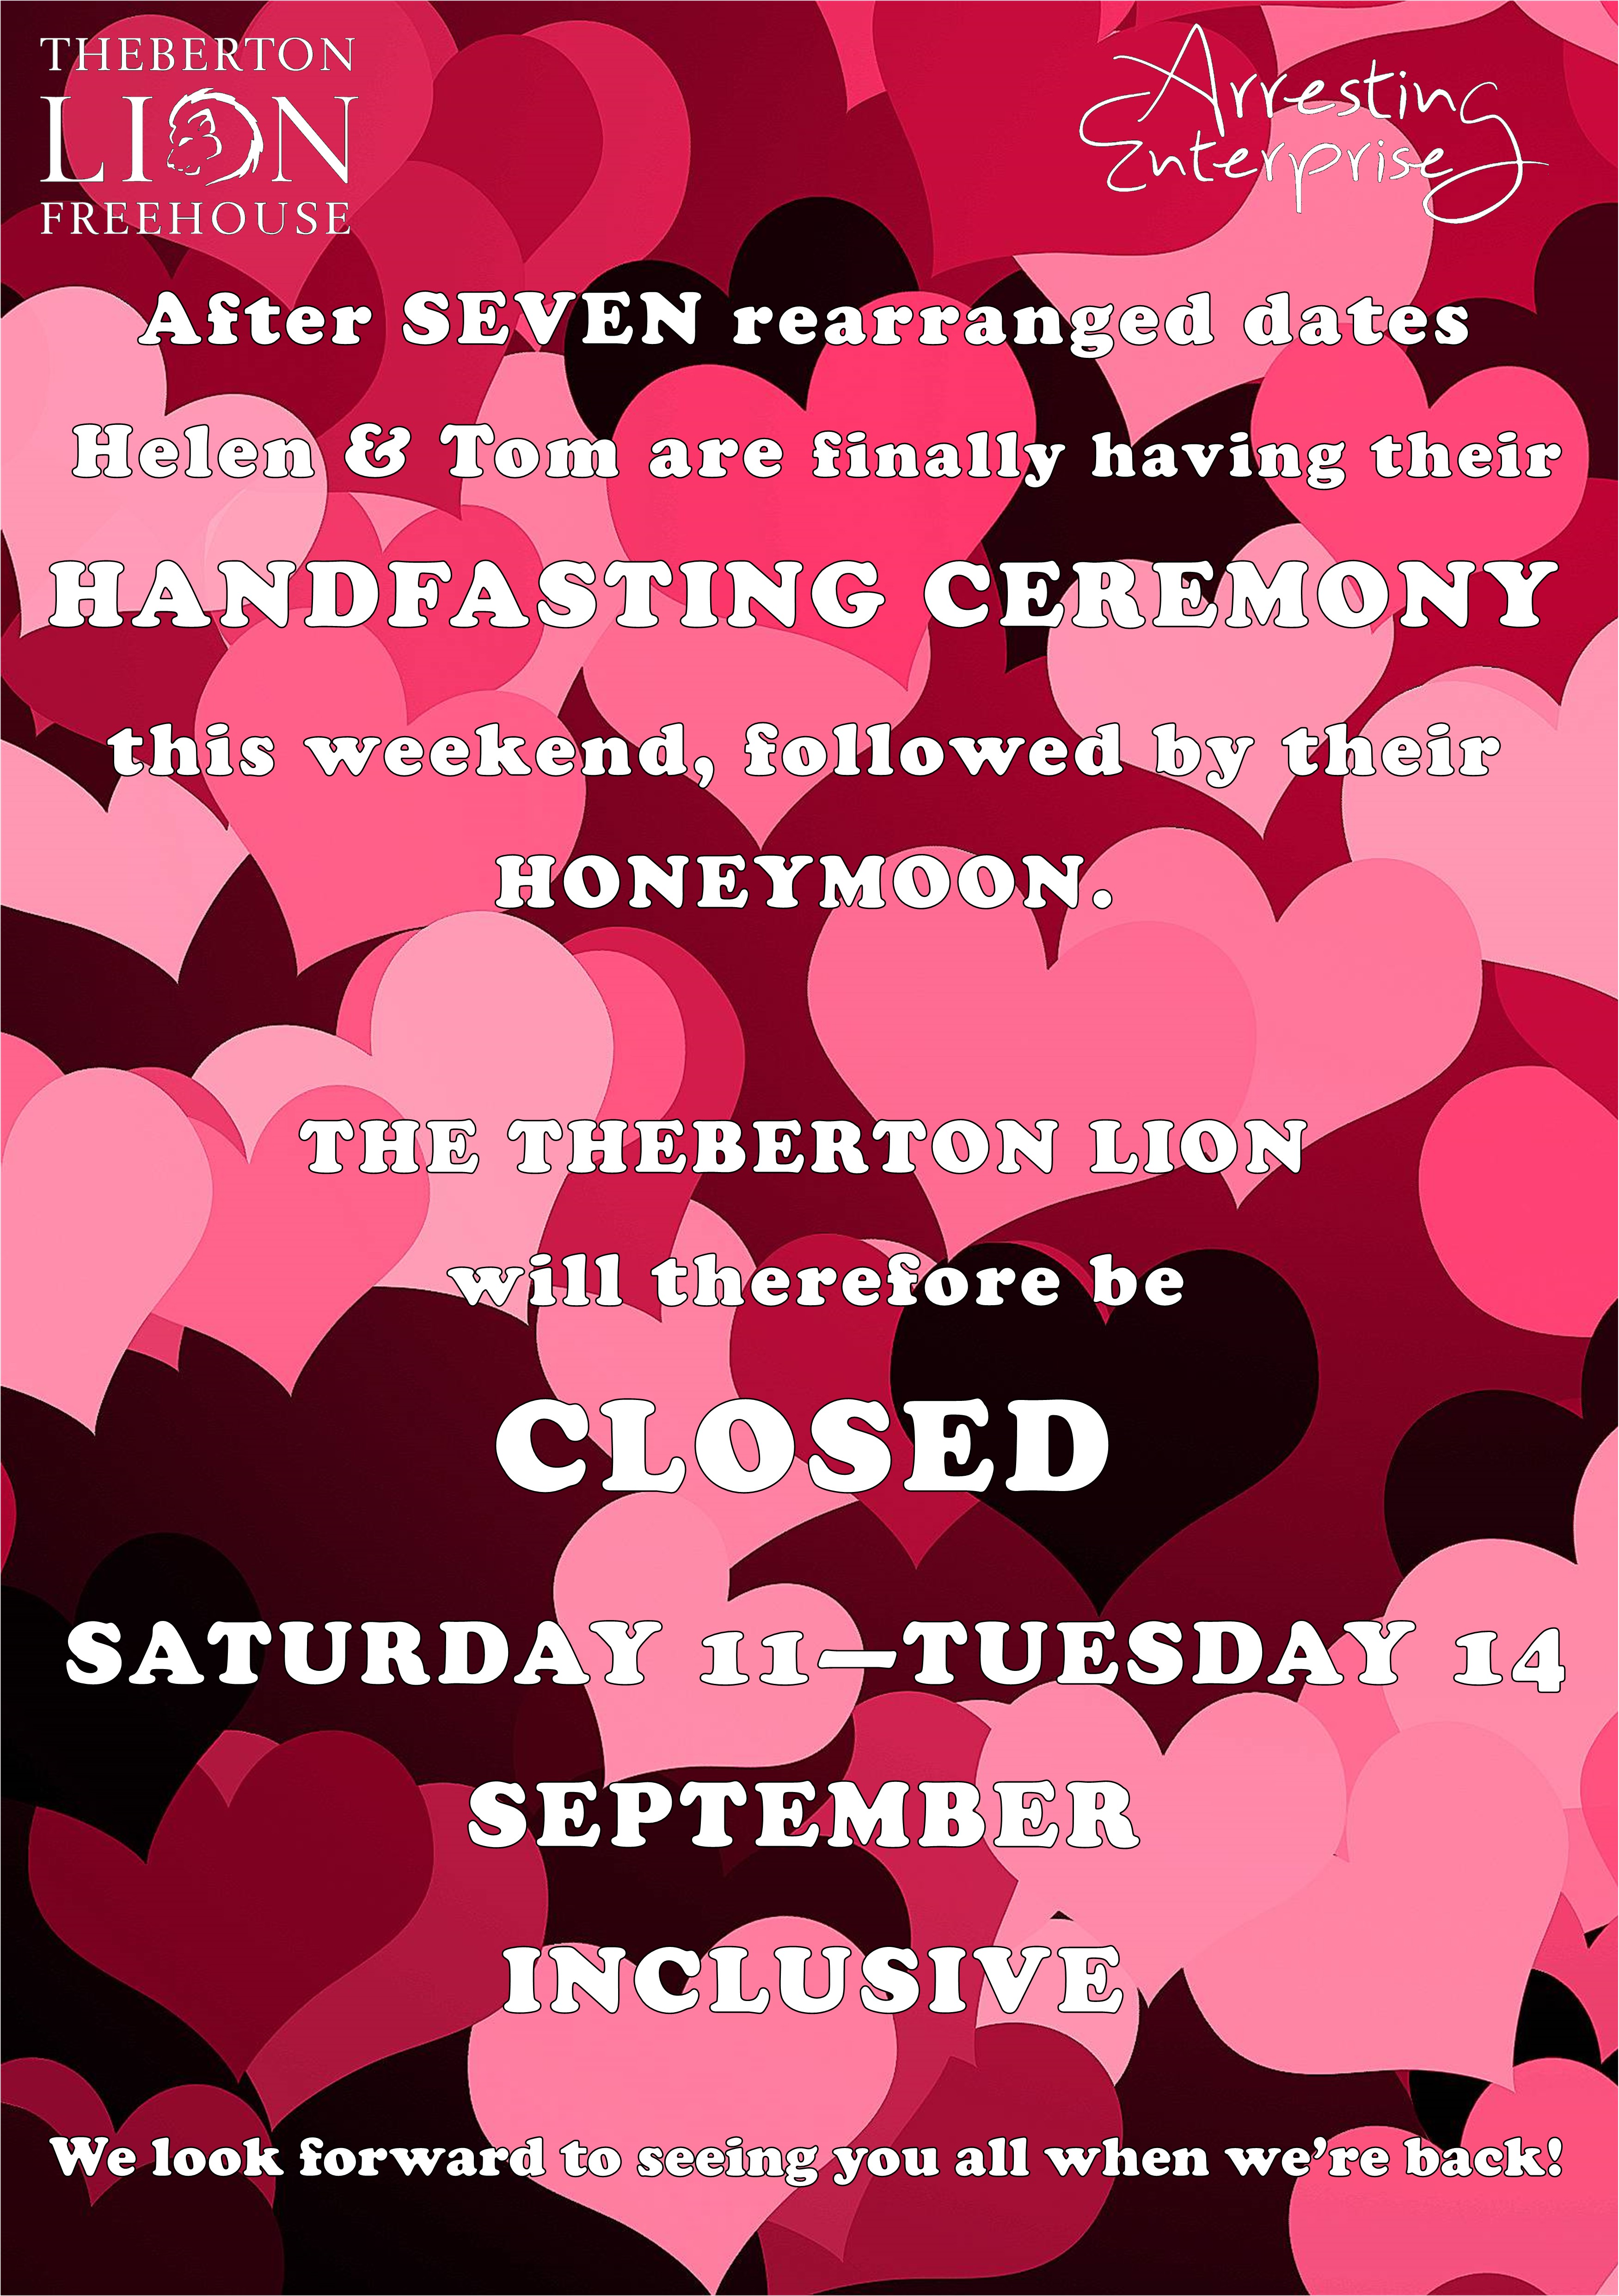 THEBERTON
LION
FREEHOUSE
Arresting
Enterprise
After SEVEN rearranged dates
Helen & Tom are finally having their
HANDFASTING CEREMONY
this weekend, followed by their
HONEYMOON.
THE THEBERTON LION
will therefore be
CLOSED
SATURDAY 11—TUESDAY 14
SEPTEMBER
INCLUSIVE
We look forward to seeing you all when we’re back!